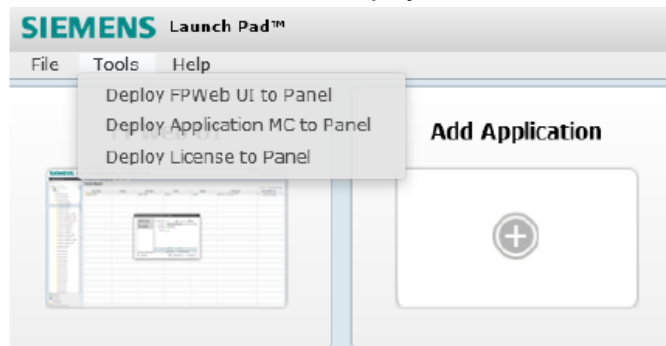 SIEMENS Launch Pad™
File Tools Help
Deploy FPWeb UI to Panel
Deploy Application MC to Panel
Deploy License to Panel
Add Application